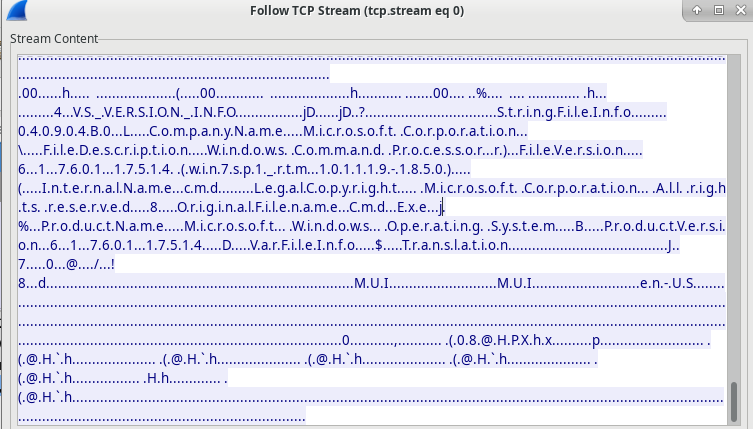 Follow TCP Stream (tcp.stream eq 0)
Stream Content
.00......h..... ....................(.....00............ ....................h........... .......00.... ..%.... .... ............. .h...
.........4...V.S._.V.E.R.S.I.O.N._.I.N.F.O.................jD.....jD..?.................................S.t.r.i.n.g.F.i.l.e.I.n.f.o.........
0.4.0.9.0.4.B.0...L.....C.o.m.p.a.n.y.N.a.m.e.....M.i.c.r.o.s.o.f.t. .C.o.r.p.o.r.a.t.i.o.n...
\.....F.i.l.e.D.e.s.c.r.i.p.t.i.o.n.....W.i.n.d.o.w.s. .C.o.m.m.a.n.d. .P.r.o.c.e.s.s.o.r...r.)...F.i.l.e.V.e.r.s.i.o.n.....
6...1...7.6.0.1...1.7.5.1.4. .(.w.i.n.7.s.p.1._.r.t.m...1.0.1.1.1.9.-.1.8.5.0.).....
(.....I.n.t.e.r.n.a.l.N.a.m.e...c.m.d.........L.e.g.a.l.C.o.p.y.r.i.g.h.t..... .M.i.c.r.o.s.o.f.t. .C.o.r.p.o.r.a.t.i.o.n... .A.l.l. .r.i.g.h
.t.s. .r.e.s.e.r.v.e.d.....8.....O.r.i.g.i.n.a.l.F.i.l.e.n.a.m.e...C.m.d...E.x.e...j.
%...P.r.o.d.u.c.t.N.a.m.e.....M.i.c.r.o.s.o.f.t... .W.i.n.d.o.w.s... .O.p.e.r.a.t.i.n.g. .S.y.s.t.e.m.....B.....P.r.o.d.u.c.t.V.e.r.s.i.
o.n...6...1...7.6.0.1...1.7.5.1.4.....D.....V.a.r.F.i.l.e.I.n.f.o.....$.....T.r.a.n.s.l.a.t.i.o.n.......................................J..
7.....0...@..../...!
8...d.......................................................M.U.I...........................M.U.I...........................e.n.-.U.S........
................................................................................0.........,.......... .(.0.8.@.H.P.X.h.x..........p................... .
(.@.H.`.h.................... .(.@.H.`.h.................... .(.@.H.`.h.................... .(.@.H.`.h.................... .
(.@.H.`.h................ .H.h............. .
(.@.H.`.h....................